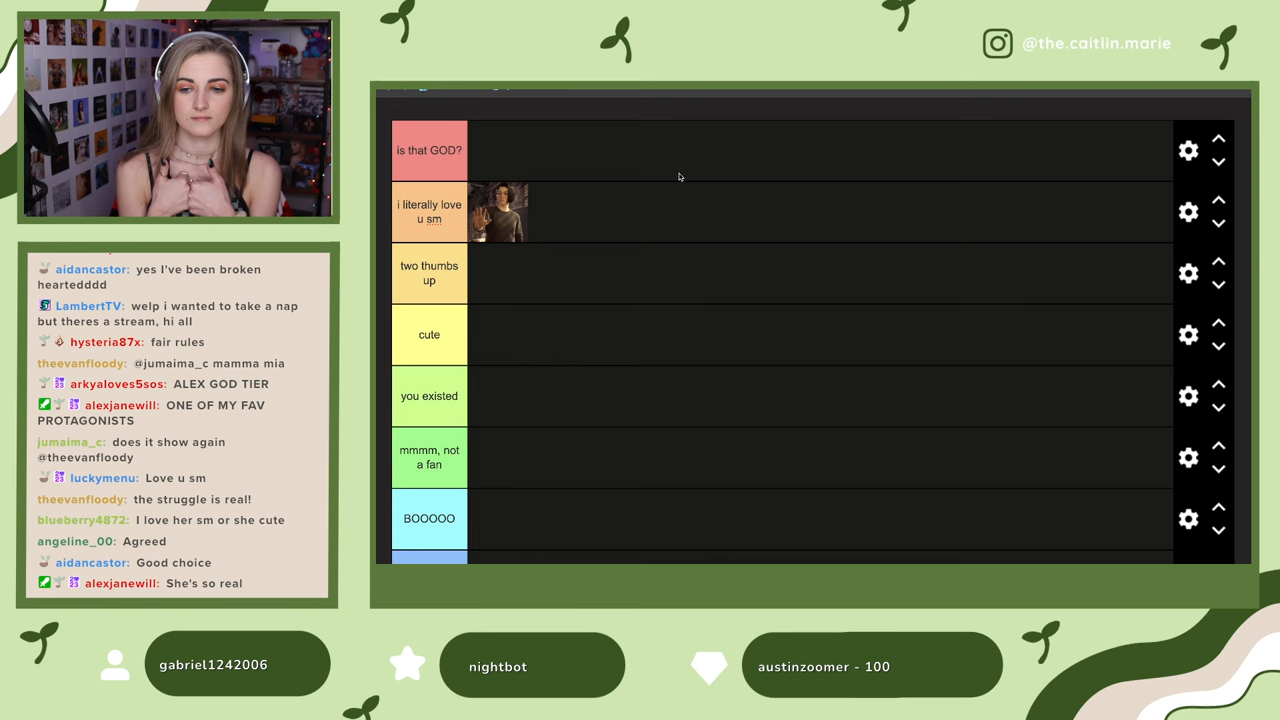 @the.caitlin.marie
aidancastor: yes I've been broken
heartedddd
LambertTV: welp i wanted to take a nap
but theres a stream, hi all
hysteria87x: fair rules
theevanfloody: @jumaima_c mamma mia
arkyaloves5sos: ALEX GOD TIER
alexjanewill: ONE OF MY FAV
PROTAGONISTS
jumaima_c: does it show again
@theevanfloody
luckymenu: Love u sm
theevanfloody: the struggle is real!
blueberry4872: I love her sm or she cute
angeline_00: Agreed
aidancastor: Good choice
alexjanewill: She's so real
is that GOD?
i literally love
u sm
two thumbs
up
cute
you existed
mmmm, not
a fan
BOOOOO
gabriel1242006
nightbot
austinzoomer - 100